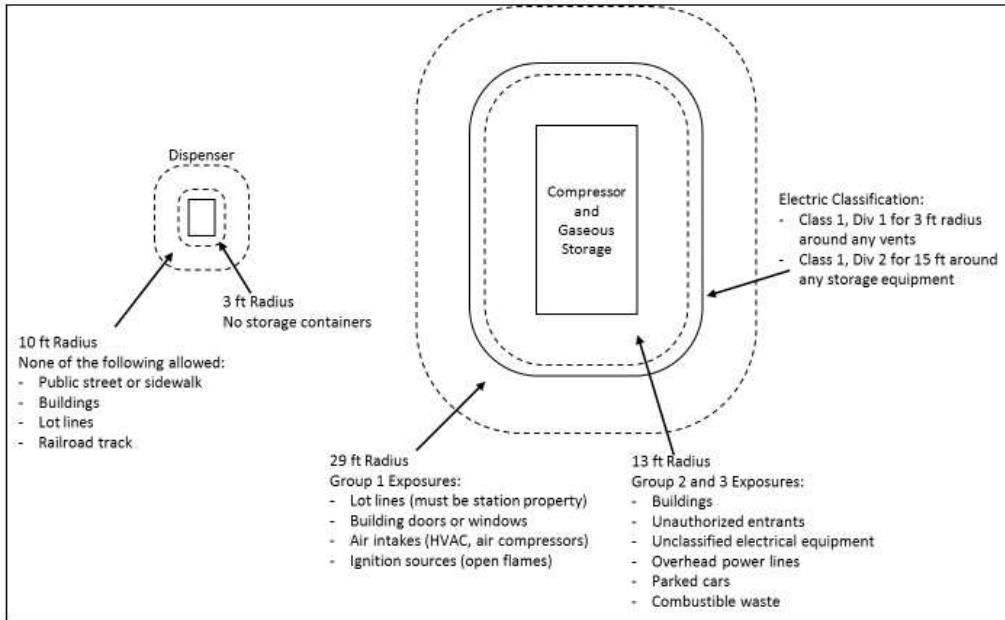 Dispenser
3 ft Radius
No storage containers
10 ft Radius
None of the following allowed:
- Public street or sidewalk
- Buildings
- Lot lines
- Railroad track
Compressor
and
Gaseous
Storage
Electric Classification:
- Class 1, Div 1 for 3 ft radius
around any vents
- Class 1, Div 2 for 15 ft around
any storage equipment
29 ft Radius
Group 1 Exposures:
- Lot lines (must be station property)
- Building doors or windows
- Air intakes (HVAC, air compressors)
- Ignition sources (open flames)
13 ft Radius
Group 2 and 3 Exposures:
- Buildings
- Unauthorized entrants
- Unclassified electrical equipment
- Overhead power lines
- Parked cars
- Combustible waste